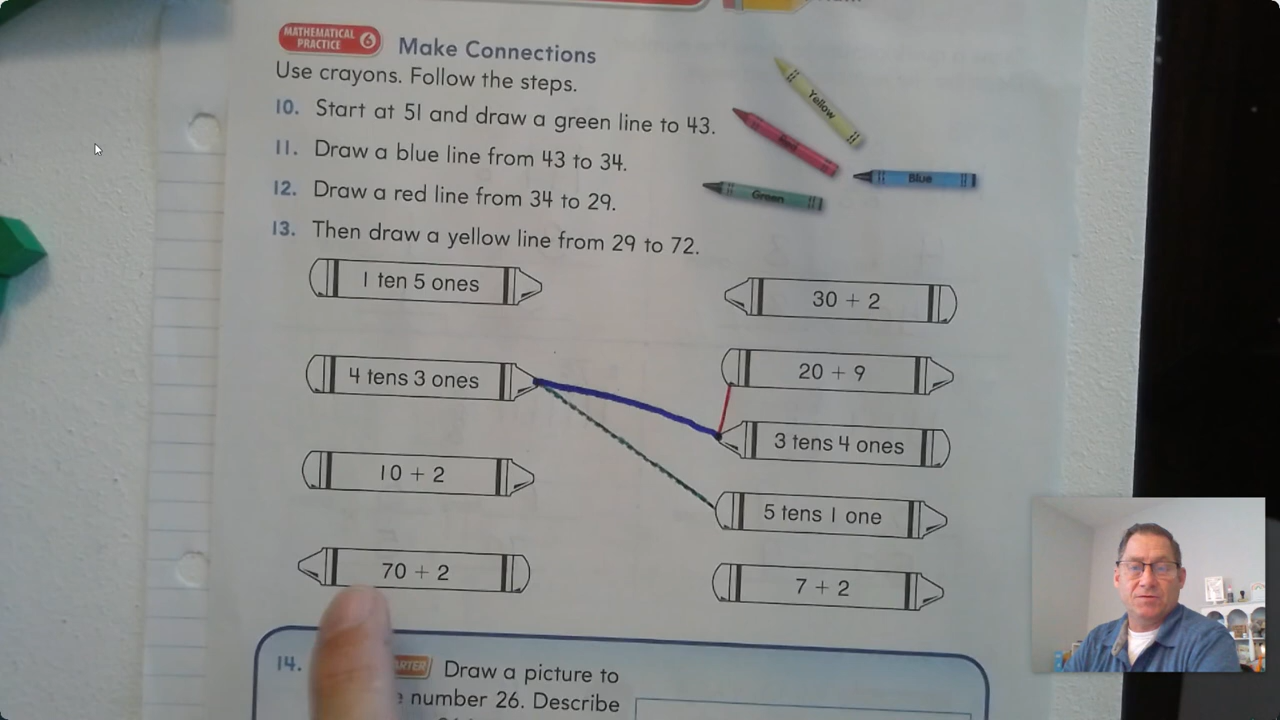 MATHEMATICAL
PRACTICE 6
Make Connections
Use crayons. Follow the steps.
10. Start at 51 and draw a green line to 43.
11. Draw a blue line from 43 to 34.
12. Draw a red line from 34 to 29.
13. Then draw a yellow line from 29 to 72.
Yellow
Red
Blue
Green
1 ten 5 ones
30 + 2
4 tens 3 ones
20 + 9
3 tens 4 ones
10 + 2
5 tens 1 one
70 + 2
7 + 2
14. Draw a picture to
number 26. Describe